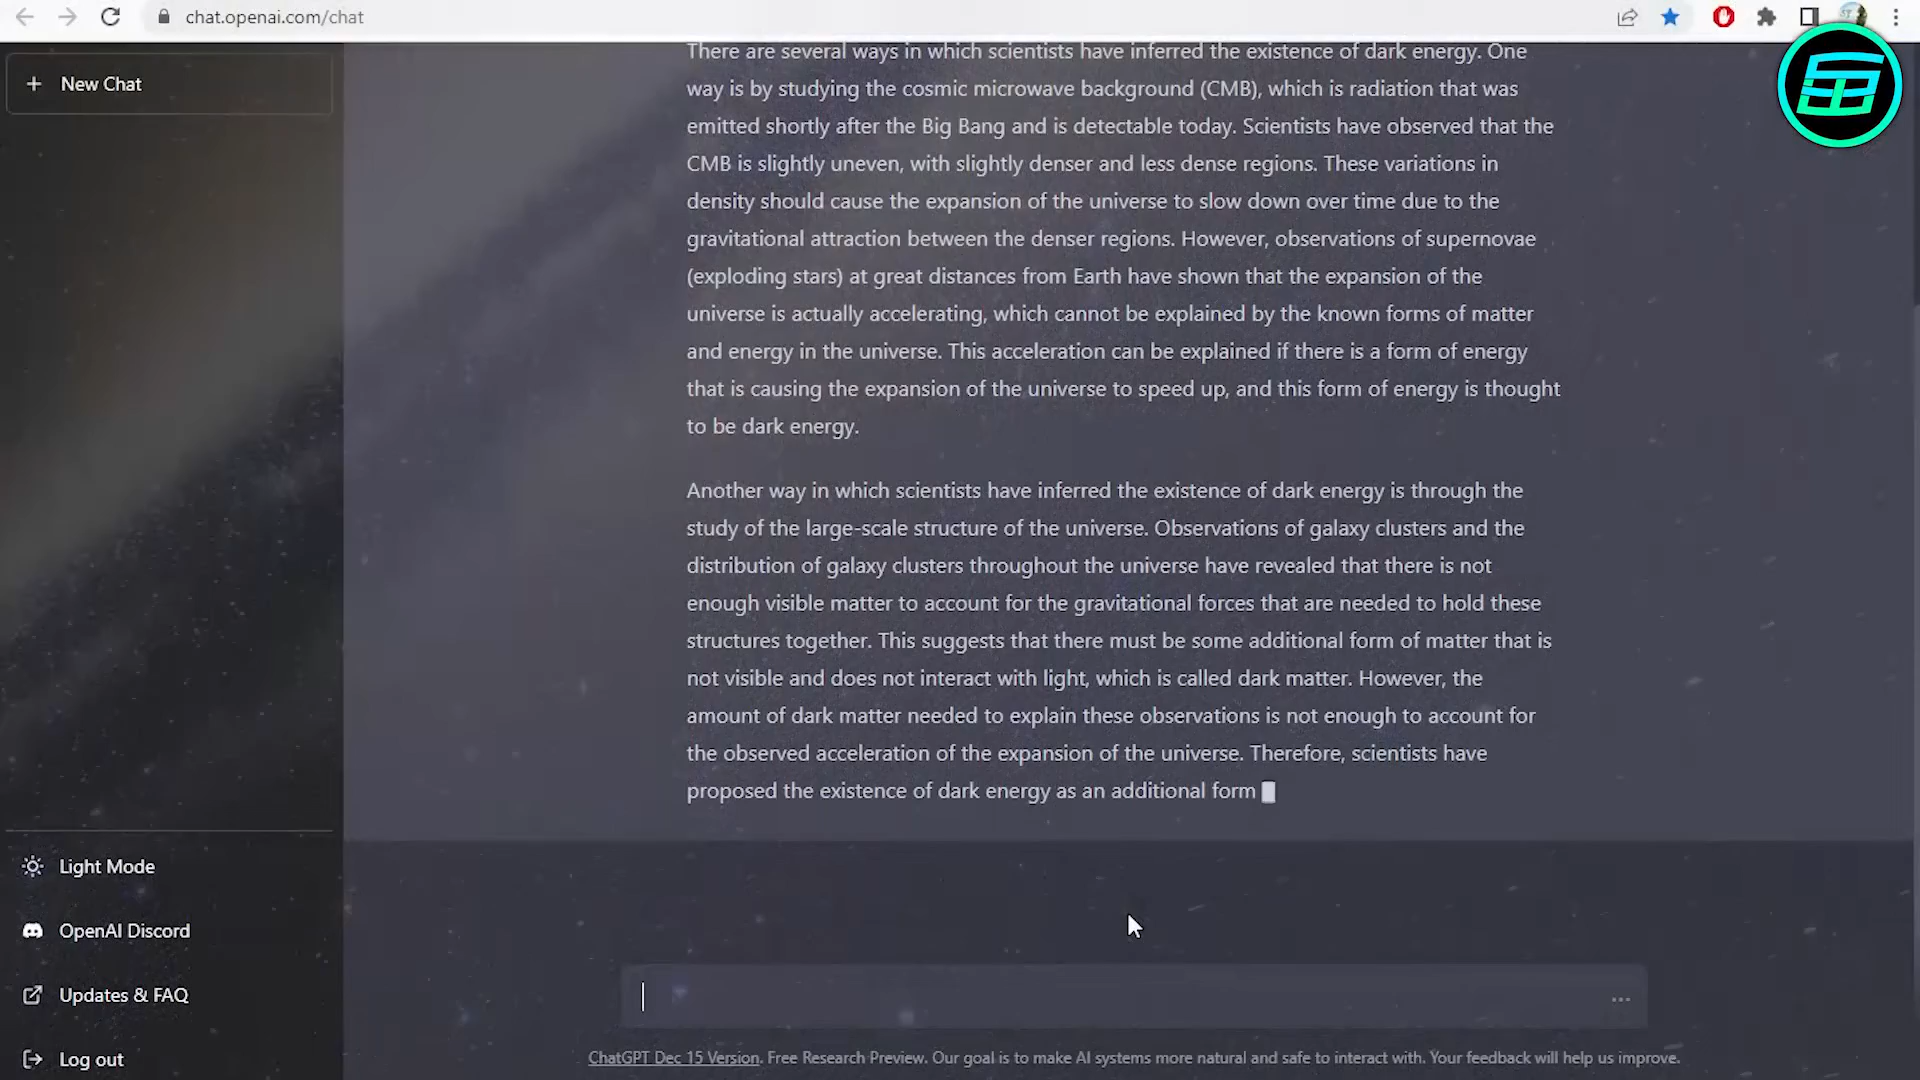 chat.openai.com/chat
New Chat
There are several ways in which scientists have inferred the existence of dark energy. One
way is by studying the cosmic microwave background (CMB), which is radiation that was
emitted shortly after the Big Bang and is detectable today. Scientists have observed that the
CMB is slightly uneven, with slightly denser and less dense regions. These variations in
density should cause the expansion of the universe to slow down over time due to the
gravitational attraction between the denser regions. However, observations of supernovae
(exploding stars) at great distances from Earth have shown that the expansion of the
universe is actually accelerating, which cannot be explained by the known forms of matter
and energy in the universe. This acceleration can be explained if there is a form of energy
that is causing the expansion of the universe to speed up, and this form of energy is thought
to be dark energy.
Another way in which scientists have inferred the existence of dark energy is through the
study of the large-scale structure of the universe. Observations of galaxy clusters and the
distribution of galaxy clusters throughout the universe have revealed that there is not
enough visible matter to account for the gravitational forces that are needed to hold these
structures together. This suggests that there must be some additional form of matter that is
not visible and does not interact with light, which is called dark matter. However, the
amount of dark matter needed to explain these observations is not enough to account for
the observed acceleration of the expansion of the universe. Therefore, scientists have
proposed the existence of dark energy as an additional form
Light Mode
OpenAI Discord
Updates & FAQ
Log out
ChatGPT Dec 15 Version. Free Research Preview. Our goal is to make AI systems more natural and safe to interact with. Your feedback will help us improve.